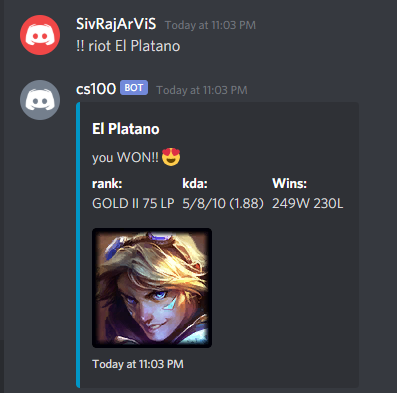 SivRajArViS Today at 11:03 PM
!! riot El Platano
cs100 BOT Today at 11:03 PM
El Platano
you WON!! 😍
rank: kda: Wins:
GOLD II 75 LP 5/8/10 (1.88) 249W 230L
Today at 11:03 PM